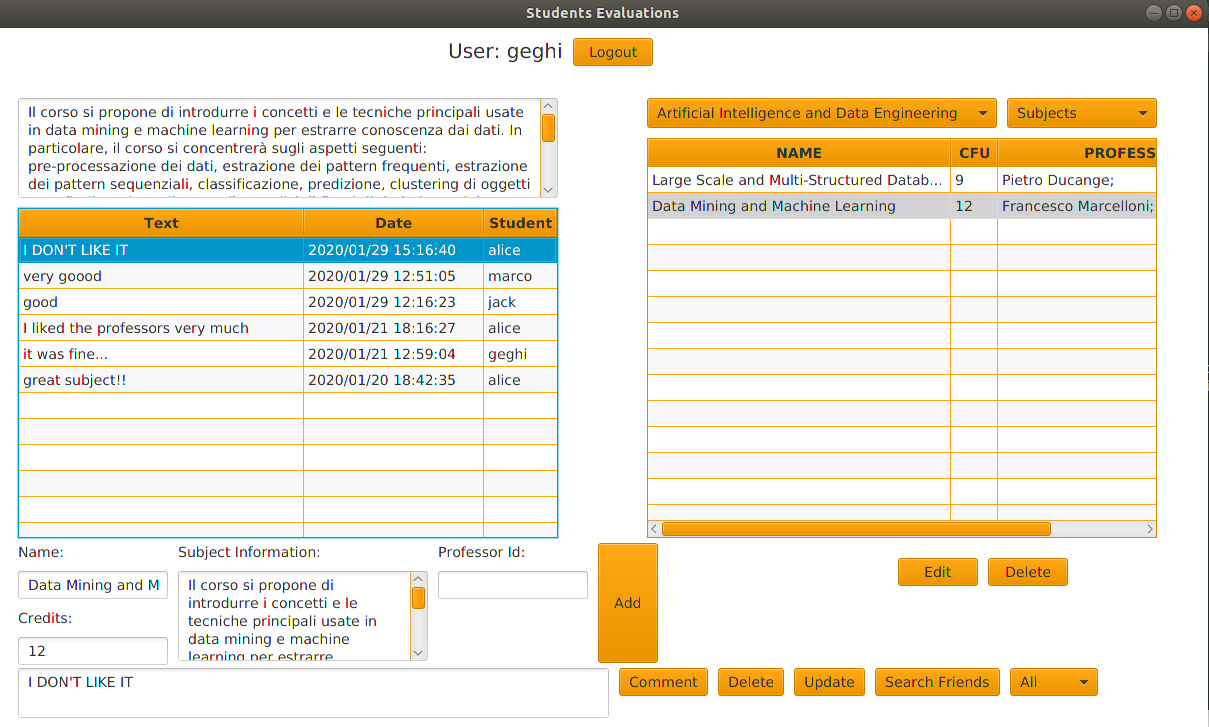 Students Evaluations
User: geghi
Logout
Il corso si propone di introdurre i concetti e le tecniche principali usate
in data mining e machine learning per estrarre conoscenza dai dati. In
particolare, il corso si concentrerà sugli aspetti seguenti:
pre-processazione dei dati, estrazione dei pattern frequenti, estrazione
dei pattern sequenziali, classificazione, predizione, clustering di oggetti
Artificial Intelligence and Data Engineering
Subjects
NAME CFU PROFESS
Large Scale and Multi-Structured Datab... 9 Pietro Ducange;
Data Mining and Machine Learning 12 Francesco Marcelloni;
Text Date Student
I DON'T LIKE IT 2020/01/29 15:16:40 alice
very goood 2020/01/29 12:51:05 marco
good 2020/01/29 12:16:23 jack
I liked the professors very much 2020/01/21 18:16:27 alice
it was fine... 2020/01/21 12:59:04 geghi
great subject!! 2020/01/20 18:42:35 alice
Name:
Data Mining and M
Credits:
12
Subject Information:
Il corso si propone di
introdurre i concetti e le
tecniche principali usate in
data mining e machine
learning per estrarre
Professor Id:
Add
Edit
Delete
I DON'T LIKE IT
Comment
Delete
Update
Search Friends
All